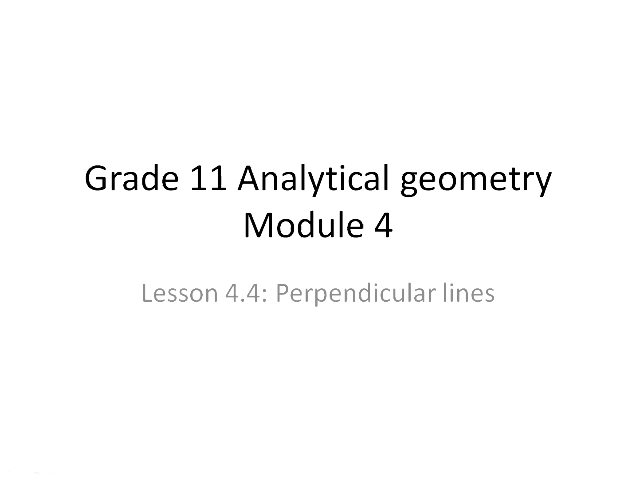 Grade 11 Analytical geometry
Module 4
Lesson 4.4: Perpendicular lines